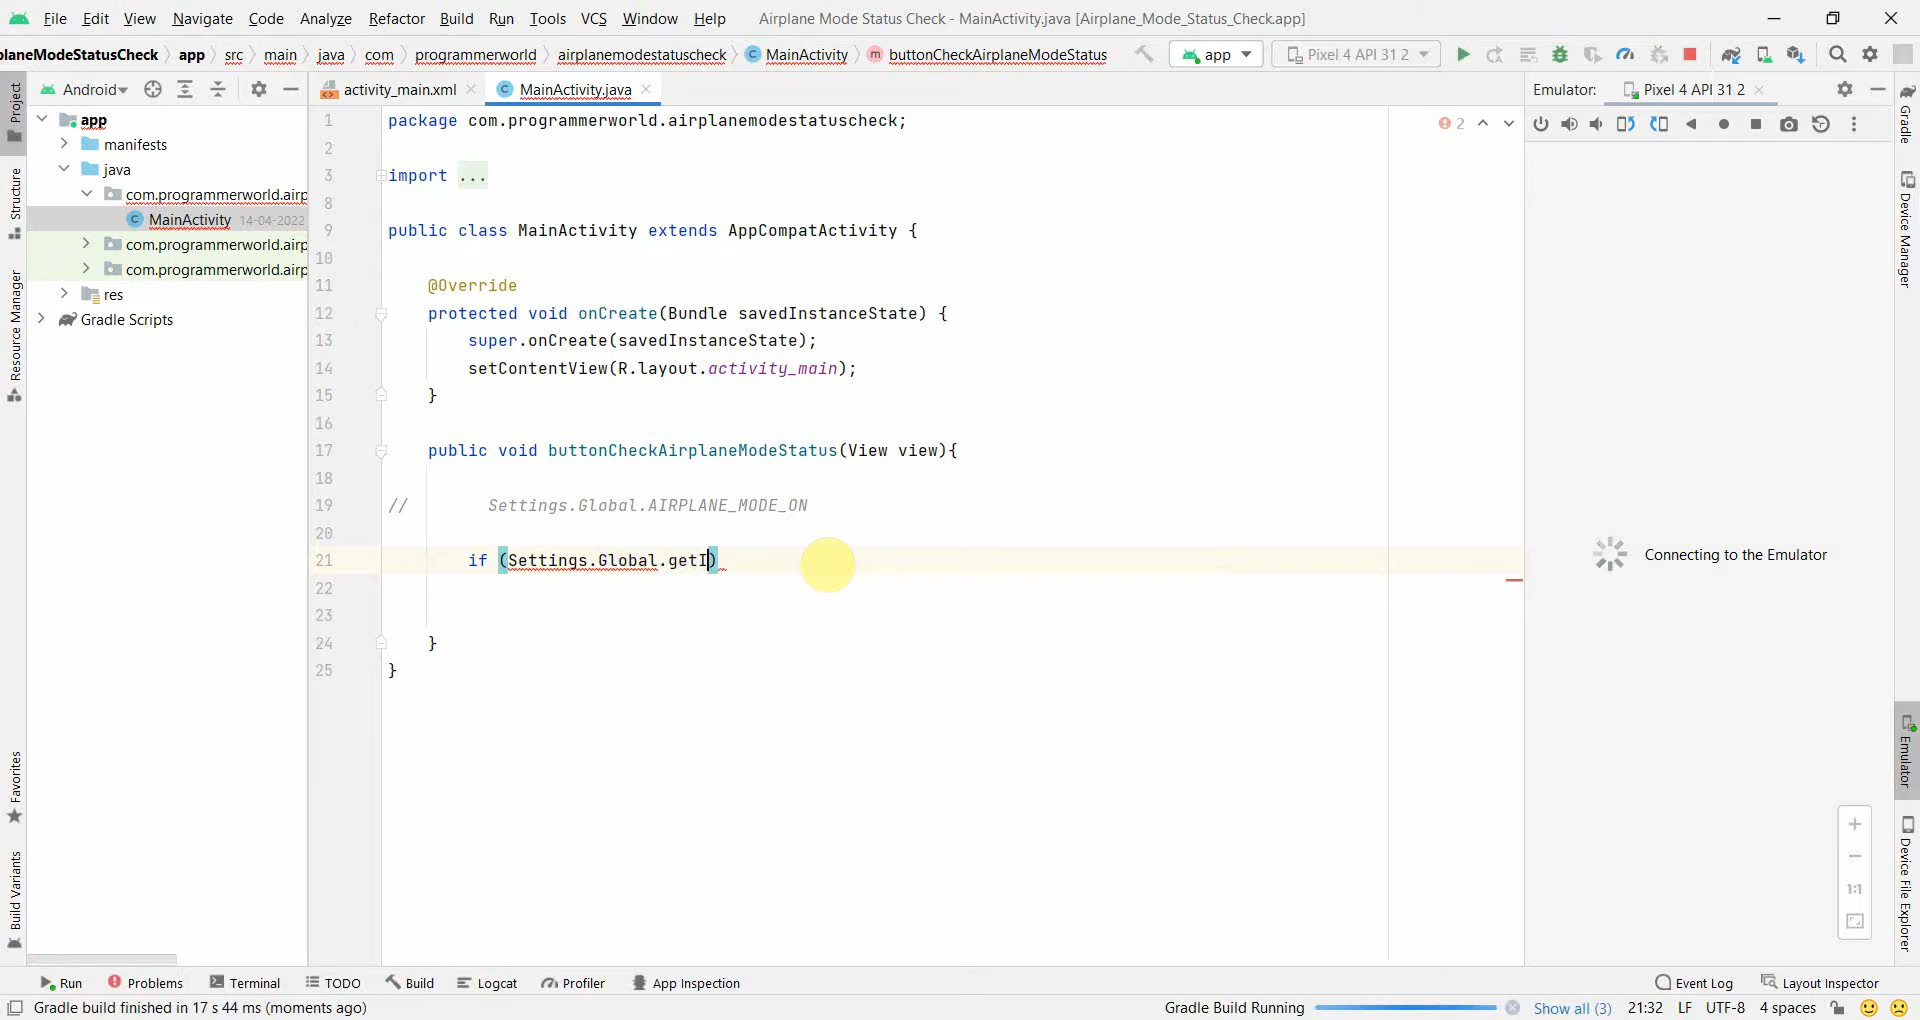 File Edit View Navigate Code Analyze Refactor Build Run Tools VCS Window Help Airplane Mode Status Check - MainActivity.java [Airplane_Mode_Status_Check.app]
planeModeStatusCheck app src main java com programmerworld airplanemodestatuscheck MainActivity buttonCheckAirplaneModeStatus app Pixel 4 API 31 2
Android activity_main.xml MainActivity.java Emulator: Pixel 4 API 31 2
Project
Structure
Resource Manager
Favorites
Build Variants
app
manifests
java
com.programmerworld.airp
MainActivity 14-04-2022
com.programmerworld.airp
com.programmerworld.airp
res
Gradle Scripts
2
1 package com.programmerworld.airplanemodestatuscheck;
2
3 import ...
8
9 public class MainActivity extends AppCompatActivity {
10
11 @Override
12 protected void onCreate(Bundle savedInstanceState) {
13 super.onCreate(savedInstanceState);
14 setContentView(R.layout.activity_main);
15 }
16
17 public void buttonCheckAirplaneModeStatus(View view){
18
19 // Settings.Global.AIRPLANE_MODE_ON
20
21 if (Settings.Global.getI)
22
23
24 }
25 }
Connecting to the Emulator
1:1
Gradle
Device Manager
Emulator
Device File Explorer
Run Problems Terminal TODO Build Logcat Profiler App Inspection Event Log Layout Inspector
Gradle build finished in 17 s 44 ms (moments ago) Gradle Build Running Show all (3) 21:32 LF UTF-8 4 spaces